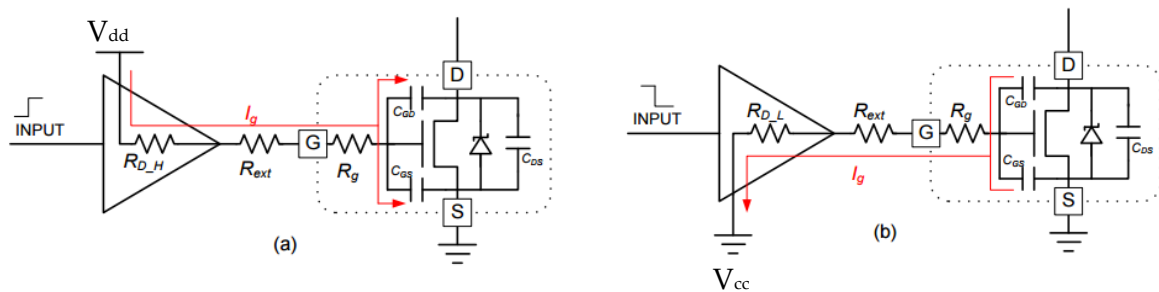 Vdd
INPUT
RD_H
Ig
Rext
G
Rg
CGD
CGS
D
CDS
S
(a)
INPUT
RD_L
Rext
Ig
G
Rg
CGD
CGS
D
CDS
S
(b)
Vcc